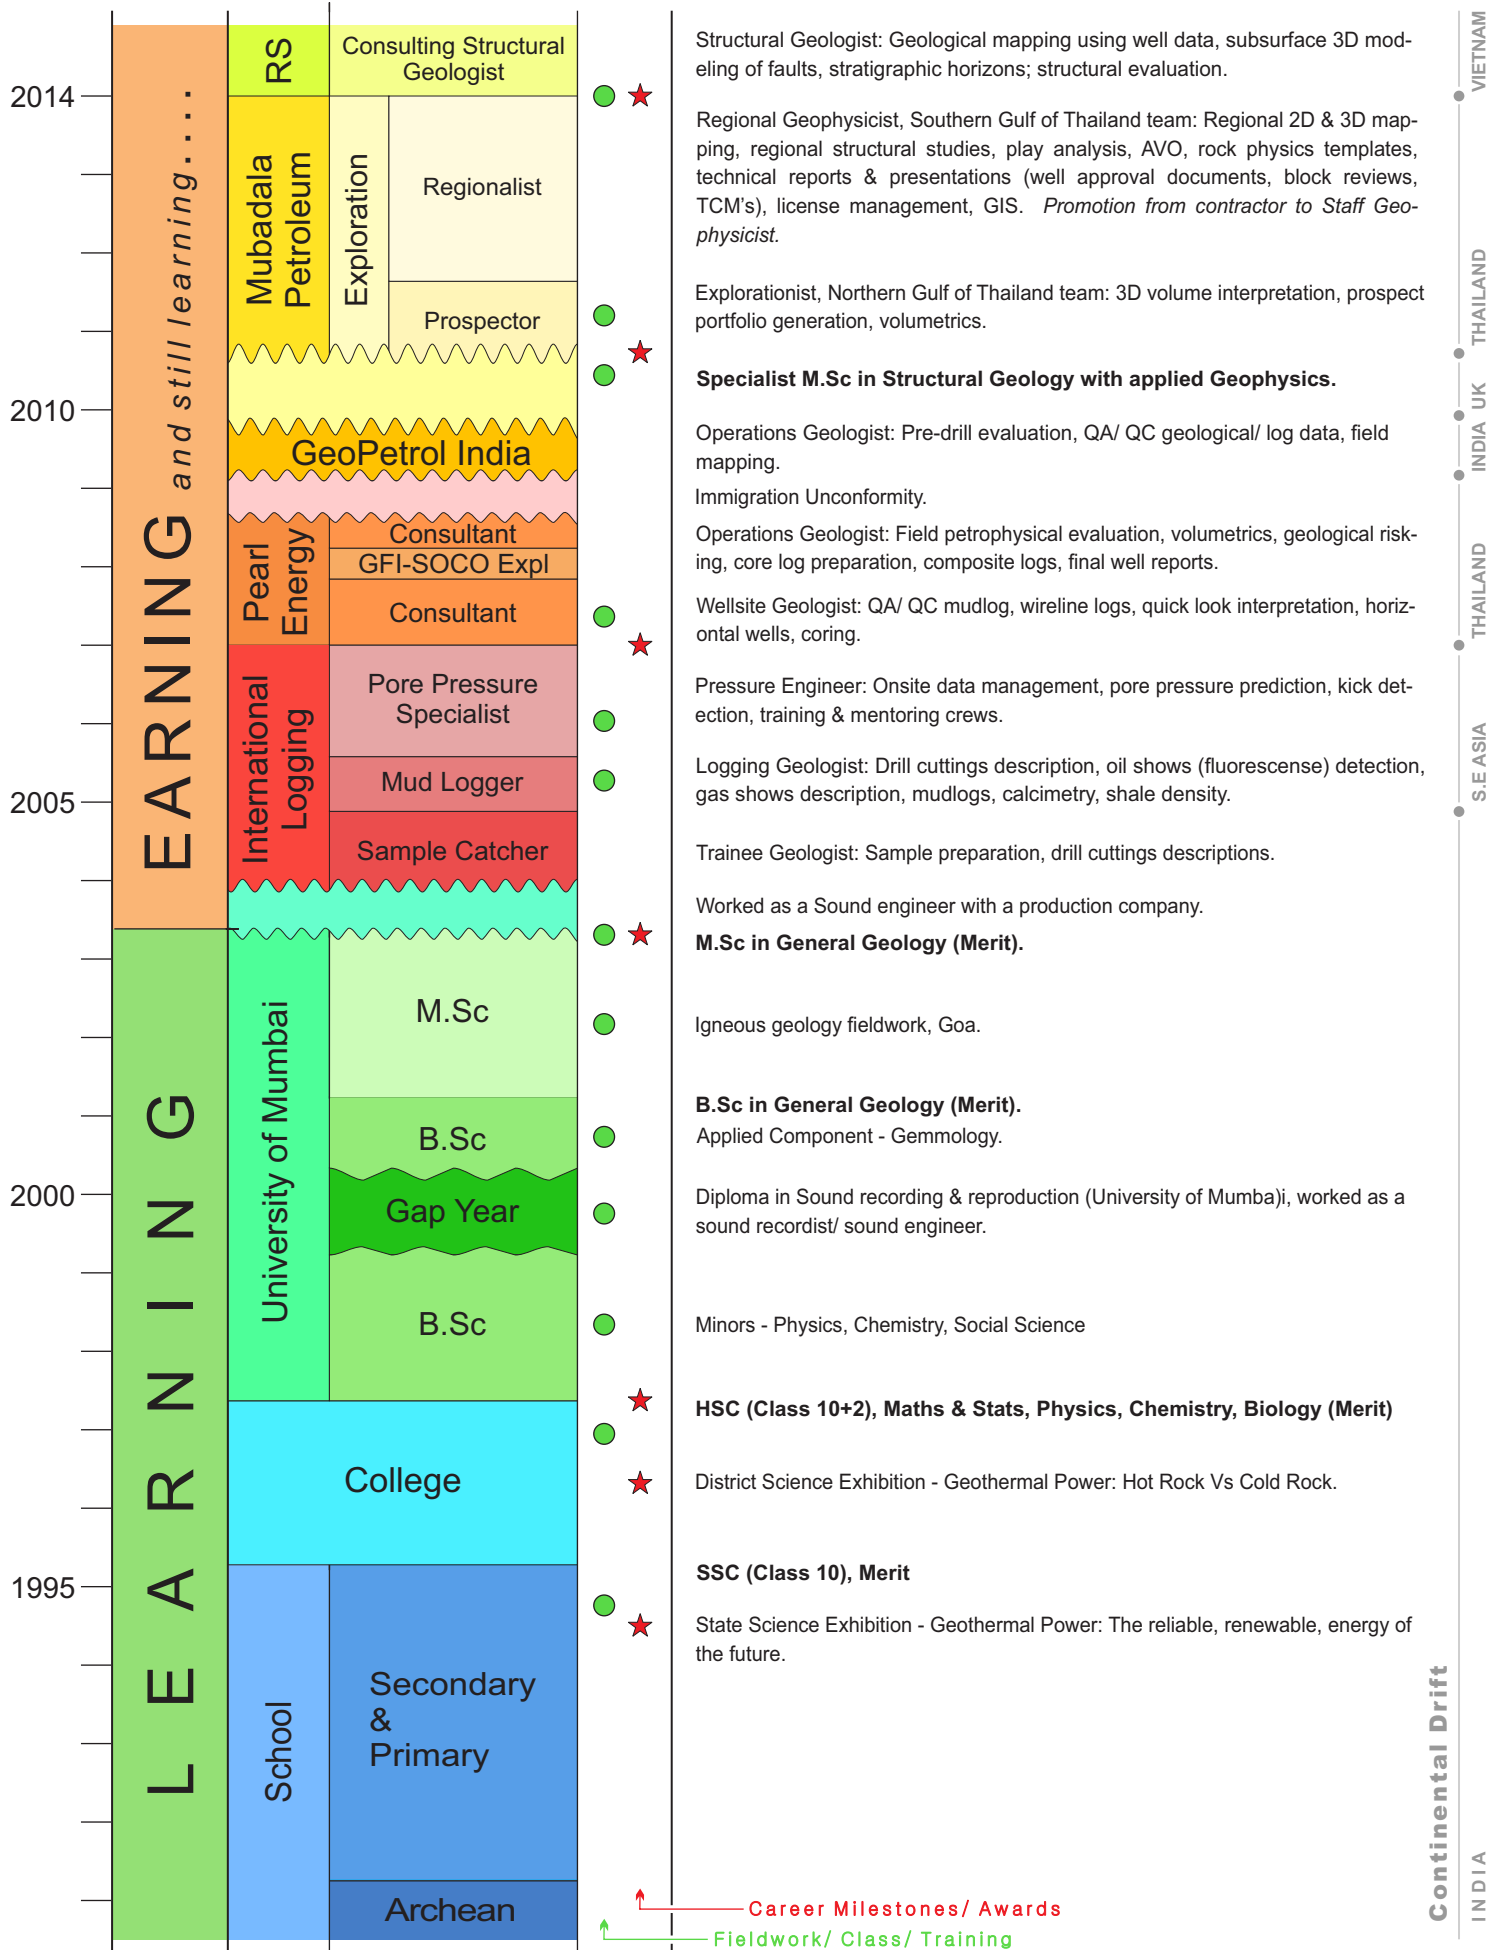 RS
Consulting Structural
Geologist
Structural Geologist: Geological mapping using well data, subsurface 3D mod-
eling of faults, stratigraphic horizons; structural evaluation.
VIETNAM
2014
Mubadala
Petroleum
Exploration
Regionalist
Regional Geophysicist, Southern Gulf of Thailand team: Regional 2D & 3D map-
ping, regional structural studies, play analysis, AVO, rock physics templates,
technical reports & presentations (well approval documents, block reviews,
TCM's), license management, GIS. Promotion from contractor to Staff Geo-
physicist.
Prospector
Explorationist, Northern Gulf of Thailand team: 3D volume interpretation, prospect
portfolio generation, volumetrics.
THAILAND
EARNING and still learning....
Specialist M.Sc in Structural Geology with applied Geophysics.
UK
2010
GeoPetrol India
Operations Geologist: Pre-drill evaluation, QA/ QC geological/ log data, field
mapping.
INDIA
Immigration Unconformity.
Pearl
Energy
Consultant
GFI-SOCO Expl
Operations Geologist: Field petrophysical evaluation, volumetrics, geological risk-
ing, core log preparation, composite logs, final well reports.
Consultant
Wellsite Geologist: QA/ QC mudlog, wireline logs, quick look interpretation, horiz-
ontal wells, coring.
THAILAND
International
Logging
Pore Pressure
Specialist
Pressure Engineer: Onsite data management, pore pressure prediction, kick det-
ection, training & mentoring crews.
Mud Logger
Logging Geologist: Drill cuttings description, oil shows (fluorescense) detection,
gas shows description, mudlogs, calcimetry, shale density.
S.E ASIA
2005
Sample Catcher
Trainee Geologist: Sample preparation, drill cuttings descriptions.
Worked as a Sound engineer with a production company.
M.Sc in General Geology (Merit).
LEARNING
University of Mumbai
M.Sc
Igneous geology fieldwork, Goa.
B.Sc in General Geology (Merit).
B.Sc
Applied Component - Gemmology.
2000
Gap Year
Diploma in Sound recording & reproduction (University of Mumba)i, worked as a
sound recordist/ sound engineer.
B.Sc
Minors - Physics, Chemistry, Social Science
HSC (Class 10+2), Maths & Stats, Physics, Chemistry, Biology (Merit)
College
District Science Exhibition - Geothermal Power: Hot Rock Vs Cold Rock.
1995
SSC (Class 10), Merit
State Science Exhibition - Geothermal Power: The reliable, renewable, energy of
the future.
School
Secondary
&
Primary
Archean
Continental Drift
INDIA
Career Milestones/ Awards
Fieldwork/ Class/ Training